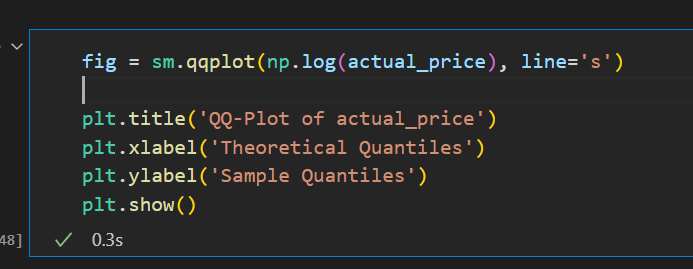 fig = sm.qqplot(np.log(actual_price), line='s')
plt.title('QQ-Plot of actual_price')
plt.xlabel('Theoretical Quantiles')
plt.ylabel('Sample Quantiles')
plt.show()
48]
0.3s